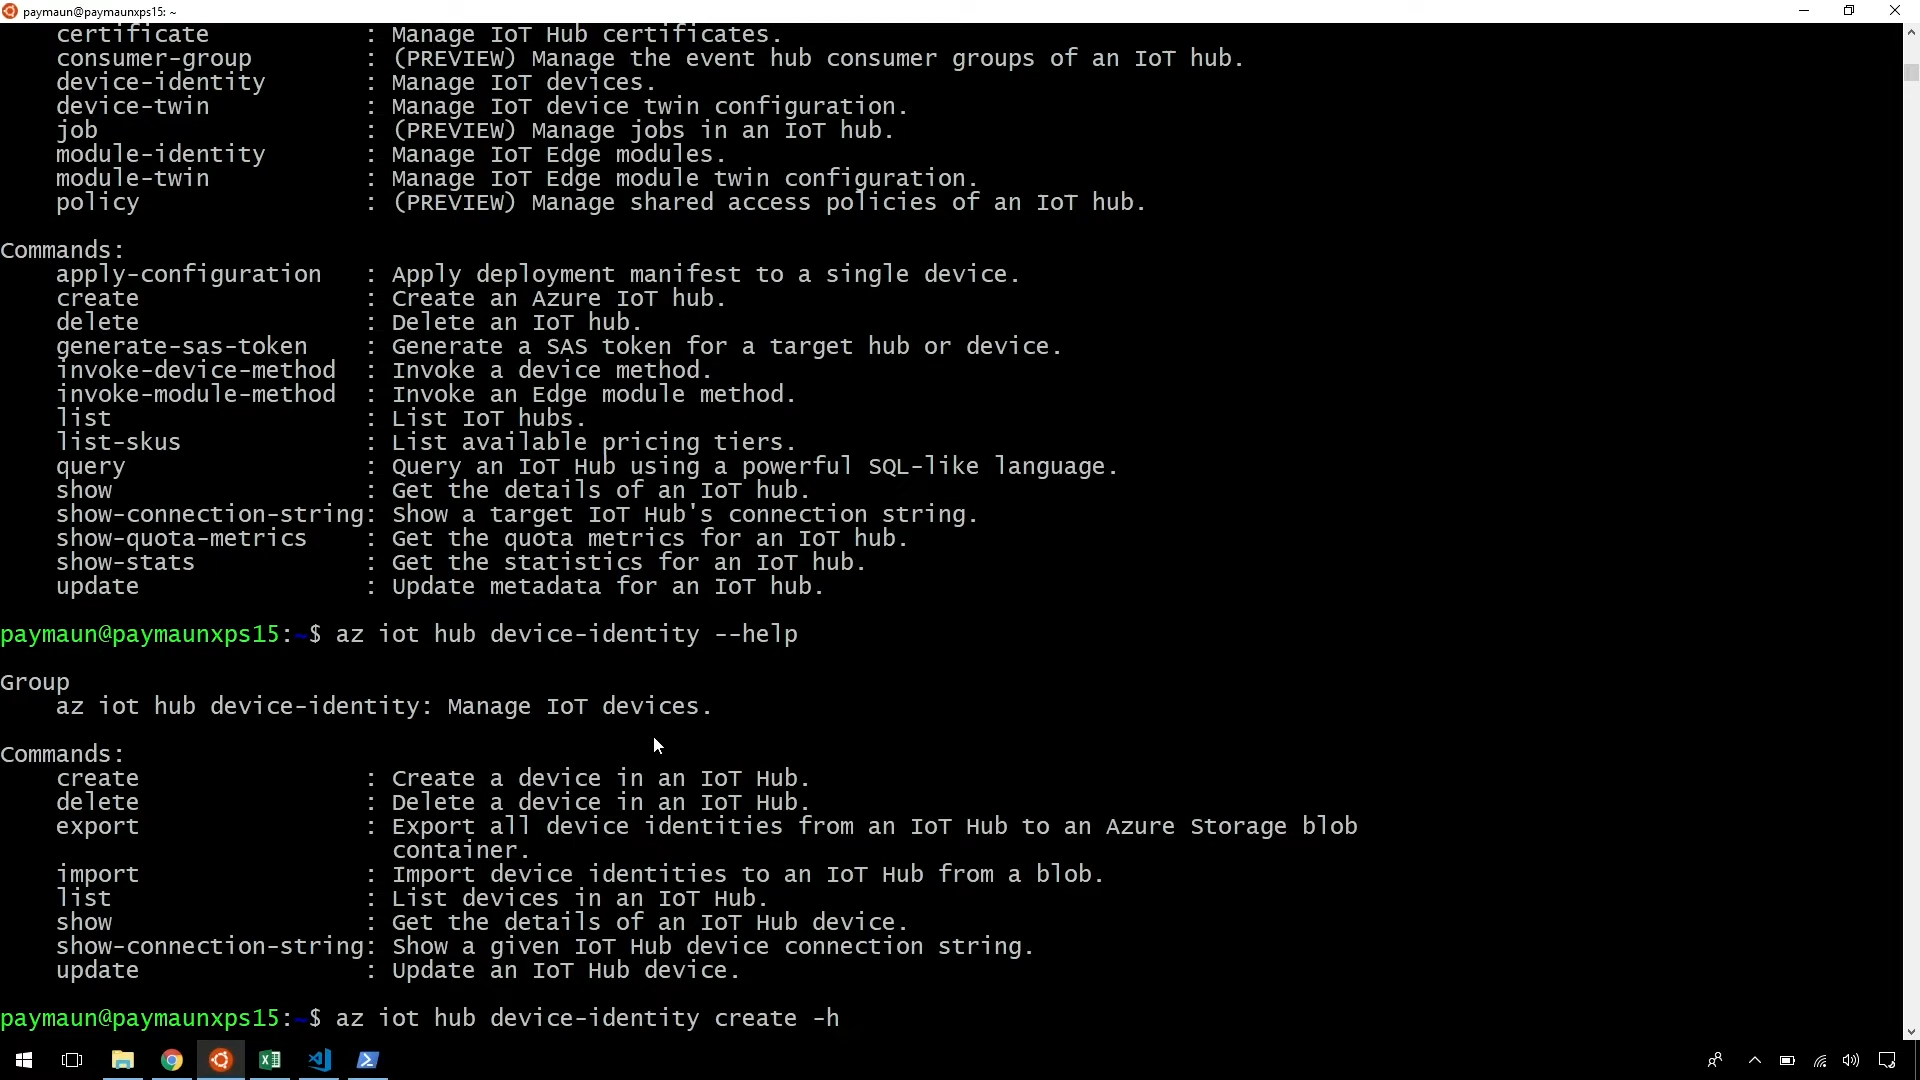 paymaun@paymaunxps15: ~
certificate : Manage IoT Hub certificates.
consumer-group : (PREVIEW) Manage the event hub consumer groups of an IoT hub.
device-identity : Manage IoT devices.
device-twin : Manage IoT device twin configuration.
job : (PREVIEW) Manage jobs in an IoT hub.
module-identity : Manage IoT Edge modules.
module-twin : Manage IoT Edge module twin configuration.
policy : (PREVIEW) Manage shared access policies of an IoT hub.
Commands:
apply-configuration : Apply deployment manifest to a single device.
create : Create an Azure IoT hub.
delete : Delete an IoT hub.
generate-sas-token : Generate a SAS token for a target hub or device.
invoke-device-method : Invoke a device method.
invoke-module-method : Invoke an Edge module method.
list : List IoT hubs.
list-skus : List available pricing tiers.
query : Query an IoT Hub using a powerful SQL-like language.
show : Get the details of an IoT hub.
show-connection-string: Show a target IoT Hub's connection string.
show-quota-metrics : Get the quota metrics for an IoT hub.
show-stats : Get the statistics for an IoT hub.
update : Update metadata for an IoT hub.
paymaun@paymaunxps15:~$ az iot hub device-identity --help
Group
az iot hub device-identity: Manage IoT devices.
Commands:
create : Create a device in an IoT Hub.
delete : Delete a device in an IoT Hub.
export : Export all device identities from an IoT Hub to an Azure Storage blob
container.
import : Import device identities to an IoT Hub from a blob.
list : List devices in an IoT Hub.
show : Get the details of an IoT Hub device.
show-connection-string: Show a given IoT Hub device connection string.
update : Update an IoT Hub device.
paymaun@paymaunxps15:~$ az iot hub device-identity create -h